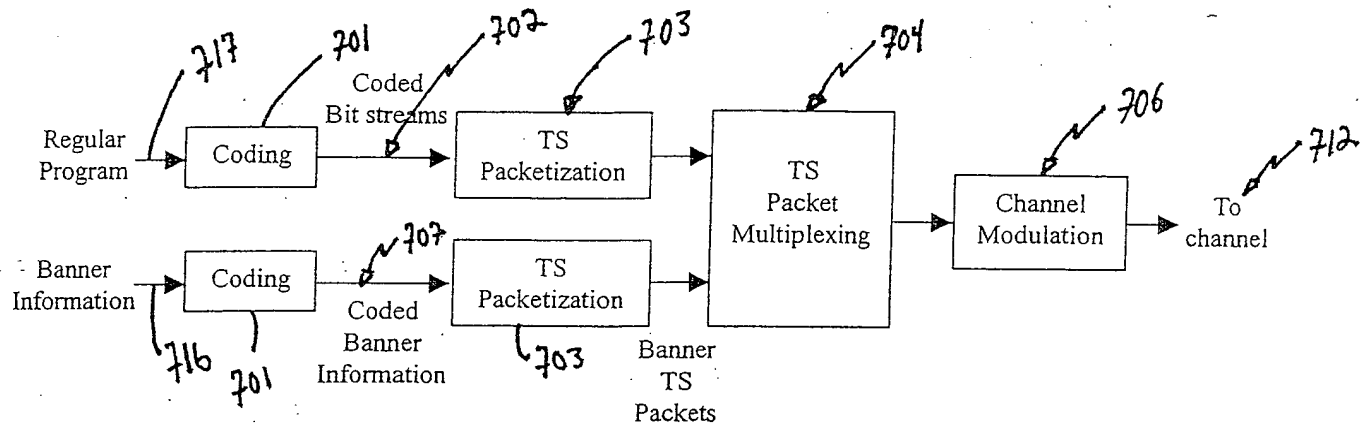 717
701
702
703
704
706
712
Coded
Bit streams
Regular
Program
Coding
TS
Packetization
TS
Packet
Multiplexing
Channel
Modulation
To
channel
707
Banner
Information
Coding
TS
Packetization
Coded
Banner
Information
716
701
703
Banner
TS
Packets